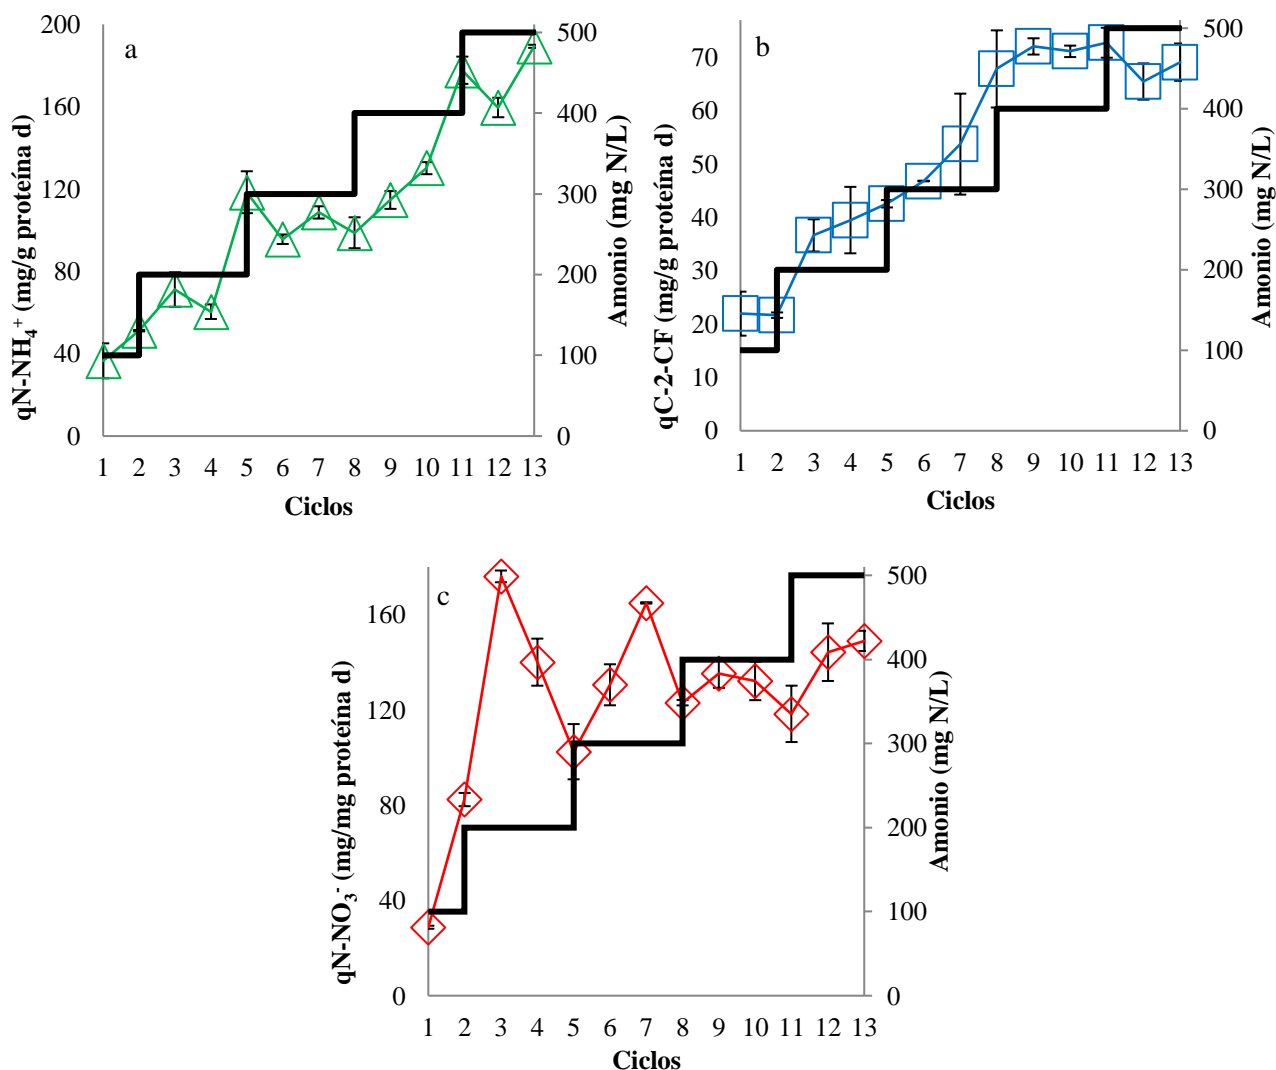 a
qN-NH₄⁺ (mg/g proteína d)
200
160
120
80
40
0
500
400
300
200
100
0
Amonio (mg N/L)
1 2 3 4 5 6 7 8 9 10 11 12 13
Ciclos
b
qC-2-CF (mg/g proteína d)
70
60
50
40
30
20
10
0
500
400
300
200
100
0
Amonio (mg N/L)
1 2 3 4 5 6 7 8 9 10 11 12 13
Ciclos
c
qN-NO₃⁻ (mg/mg proteína d)
160
120
80
40
0
500
400
300
200
100
0
Amonio (mg N/L)
1 2 3 4 5 6 7 8 9 10 11 12 13
Ciclos